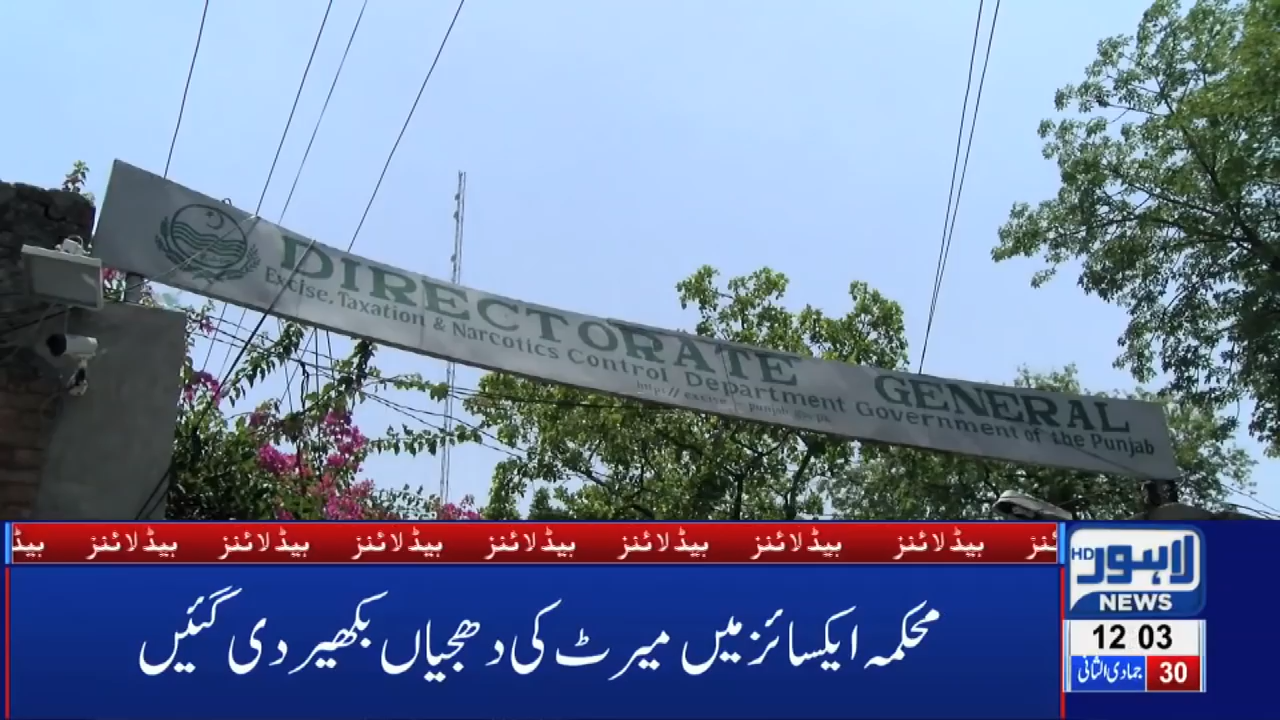 DIRECTORATE GENERAL
Excise, Taxation & Narcotics Control Department Government of the Punjab
ہیڈلائنز ہیڈلائنز ہیڈلائنز ہیڈلائنز ہیڈلائنز ہیڈلائنز ہیڈلائنز
محکمہ ایکسائز میں میرٹ کی دھجیاں بکھیر دی گئیں
HD لاہور
NEWS
12 03
30 جمادی الثانی